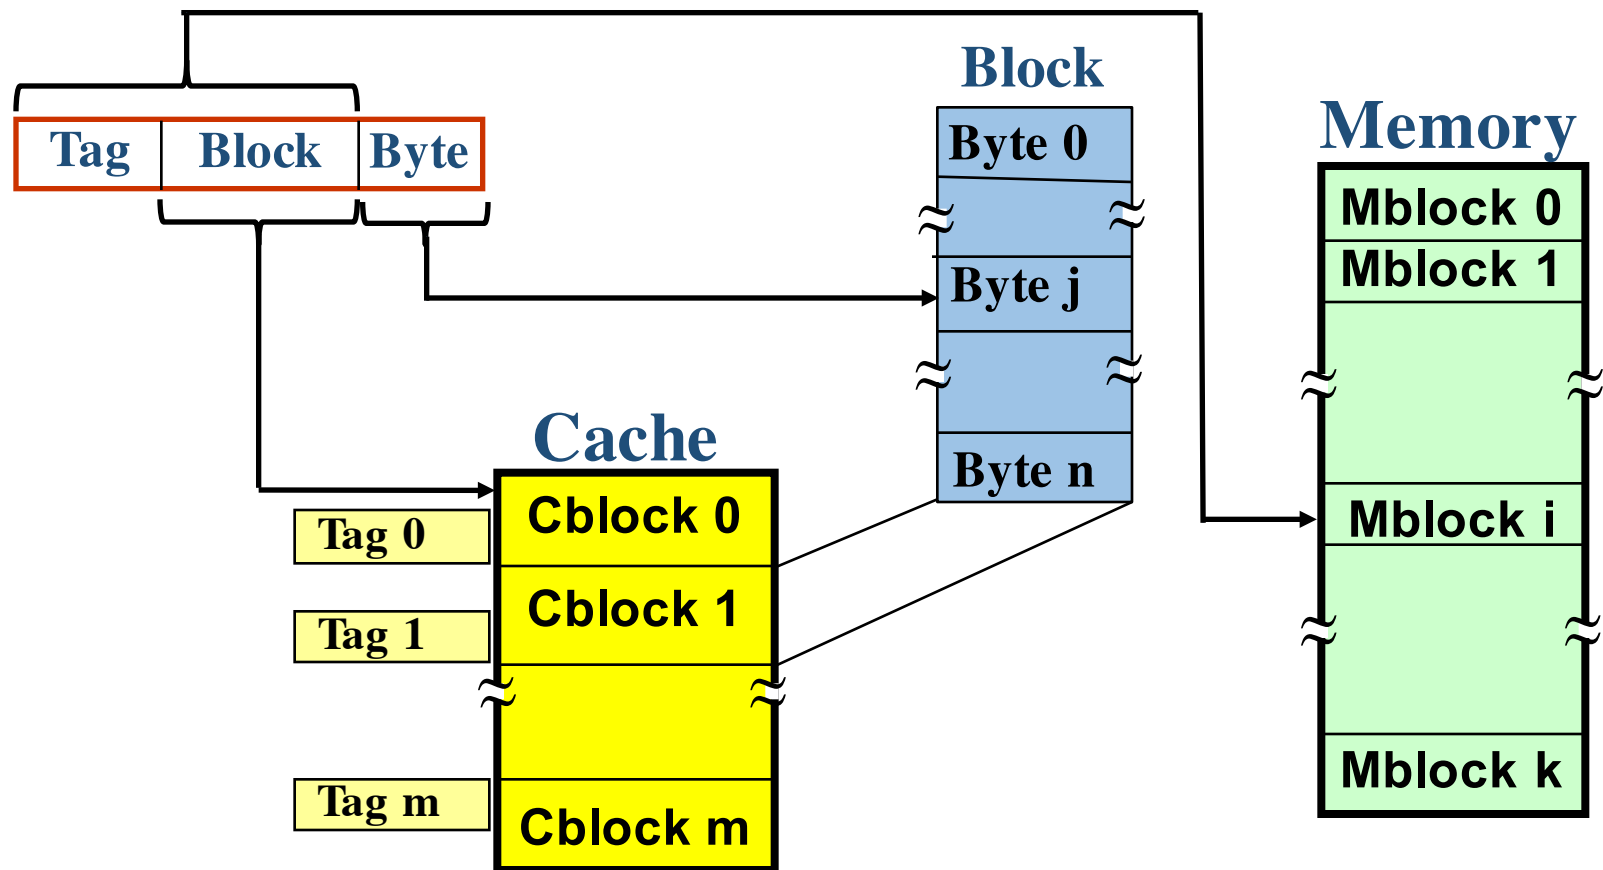 Tag Block Byte
Block
Byte 0
Byte j
Byte n
Memory
Mblock 0
Mblock 1
Mblock i
Mblock k
Cache
Tag 0 Cblock 0
Tag 1 Cblock 1
Tag m Cblock m